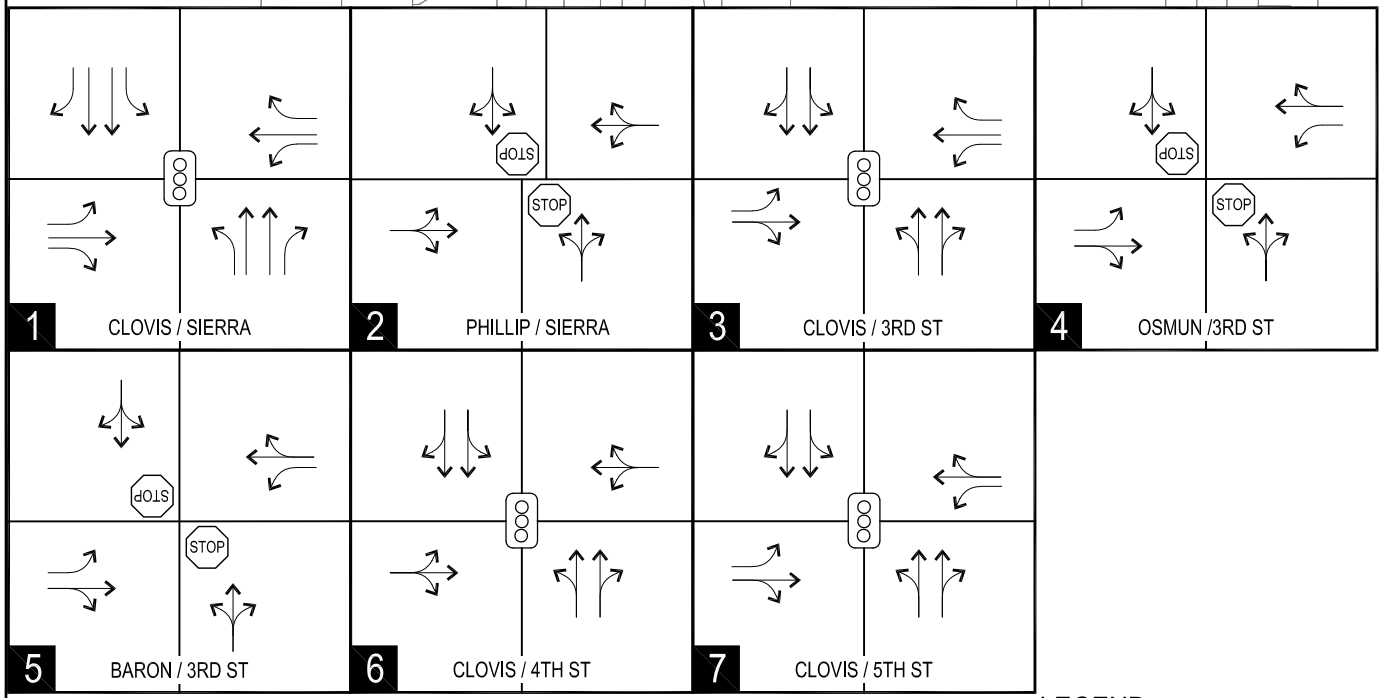 STOP
STOP
STOP
STOP
1 CLOVIS / SIERRA
2 PHILLIP / SIERRA
3 CLOVIS / 3RD ST
4 OSMUN /3RD ST
STOP
STOP
5 BARON / 3RD ST
6 CLOVIS / 4TH ST
7 CLOVIS / 5TH ST